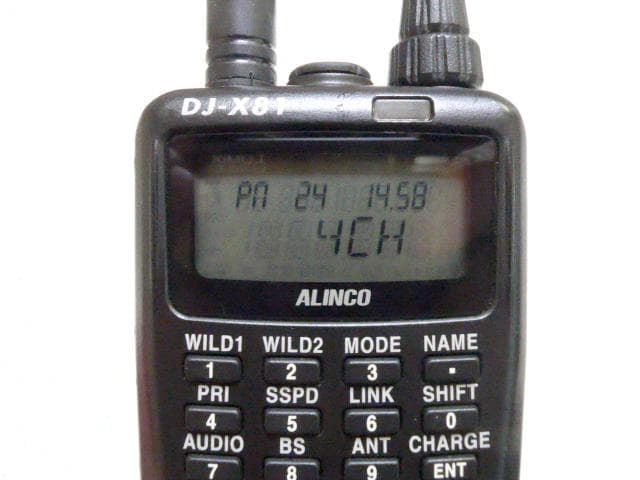 DJ-X81
PM 24 14.58
4CH
ALINCO
WILD1 WILD2 MODE NAME
1 2 3 .
PRI SSPD LINK SHIFT
4 5 6 0
AUDIO BS ANT CHARGE
7 8 9 ENT